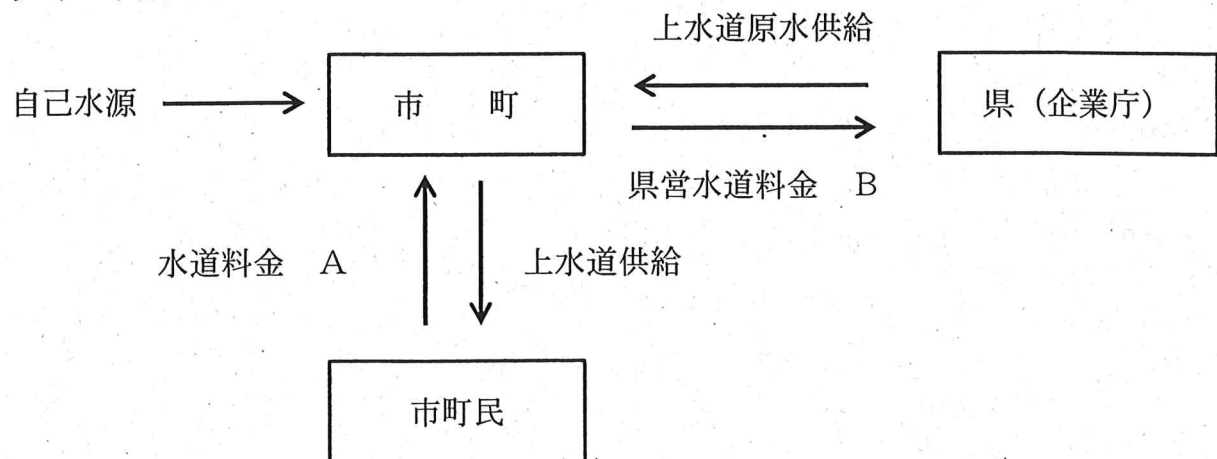 上水道原水供給
自己水源
市　町
県（企業庁）
県営水道料金　B
水道料金　A
上水道供給
市町民